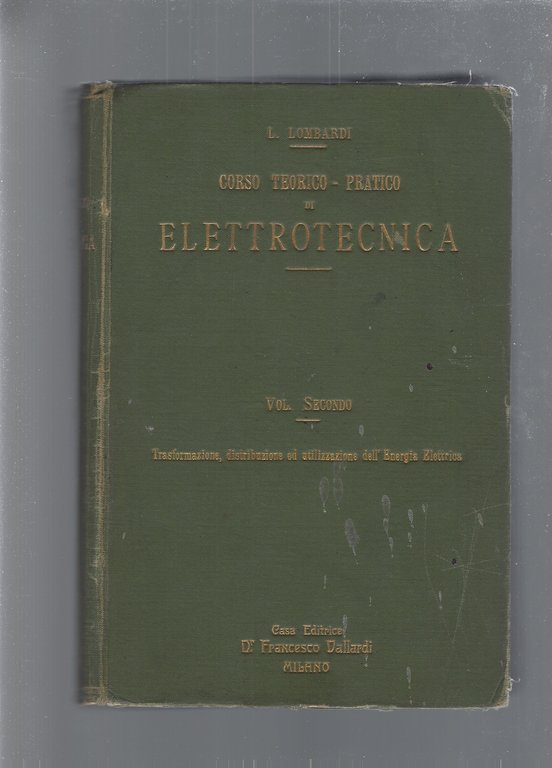 L. LOMBARDI
CORSO TEORICO - PRATICO
DI
ELETTROTECNICA
VOL. SECONDO
Trasformazione, distribuzione ed utilizzazione dell' Energia Elettrica
Casa Editrice
Dr Francesco Vallardi
MILANO